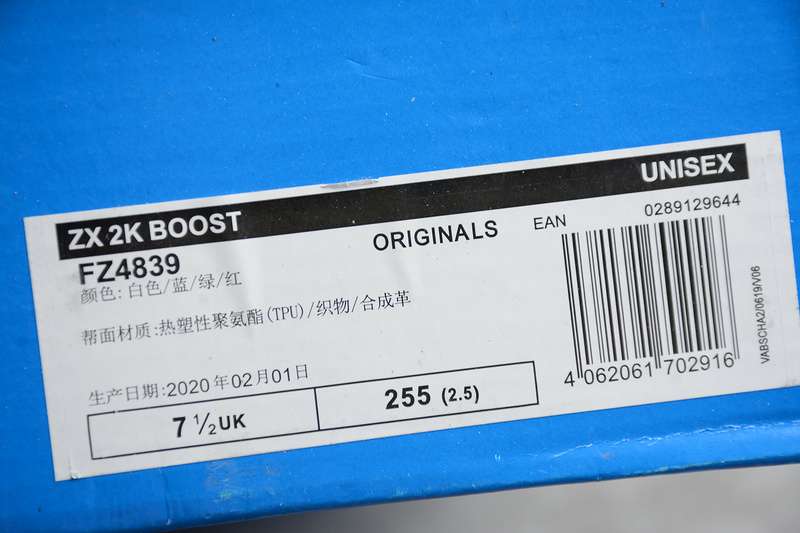 ZX 2K BOOST
UNISEX
FZ4839
ORIGINALS
EAN
0289129644
颜色: 白色/蓝/绿/红
帮面材质:热塑性聚氨酯(TPU)/织物/合成革
生产日期:2020年02月01日
7 ½UK
255 (2.5)
4 062061 702916
VABSCHA2/0619/V06